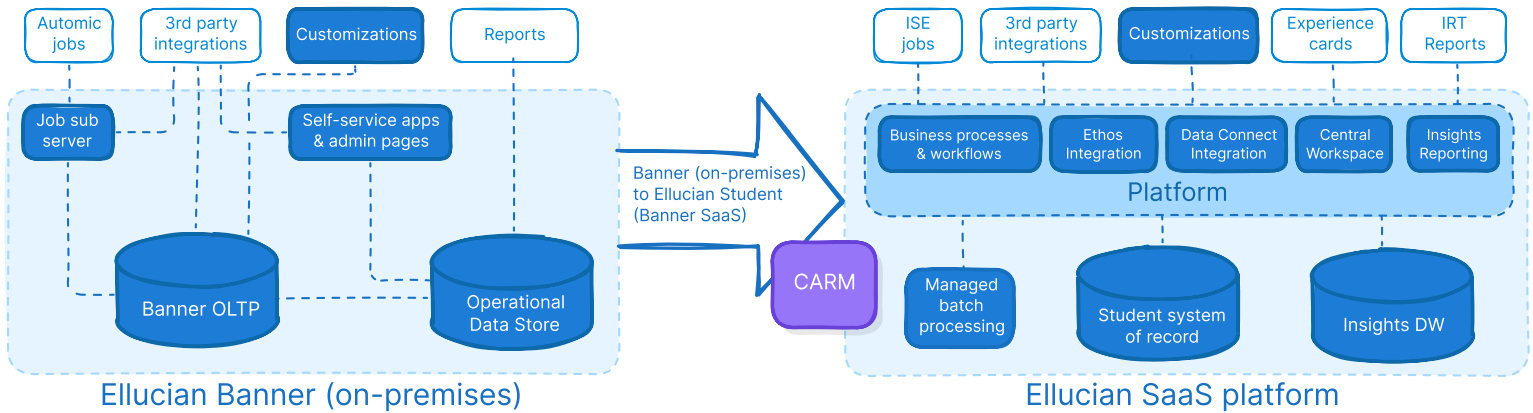 Automic
jobs
3rd party
integrations
Customizations
Reports
Job sub
server
Self-service apps
& admin pages
Banner OLTP
Operational
Data Store
Ellucian Banner (on-premises)
Banner (on-premises)
to Ellucian Student
(Banner SaaS)
CARM
ISE
jobs
3rd party
integrations
Customizations
Experience
cards
IRT
Reports
Business processes
& workflows
Ethos
Integration
Data Connect
Integration
Central
Workspace
Insights
Reporting
Platform
Managed
batch
processing
Student system
of record
Insights DW
Ellucian SaaS platform